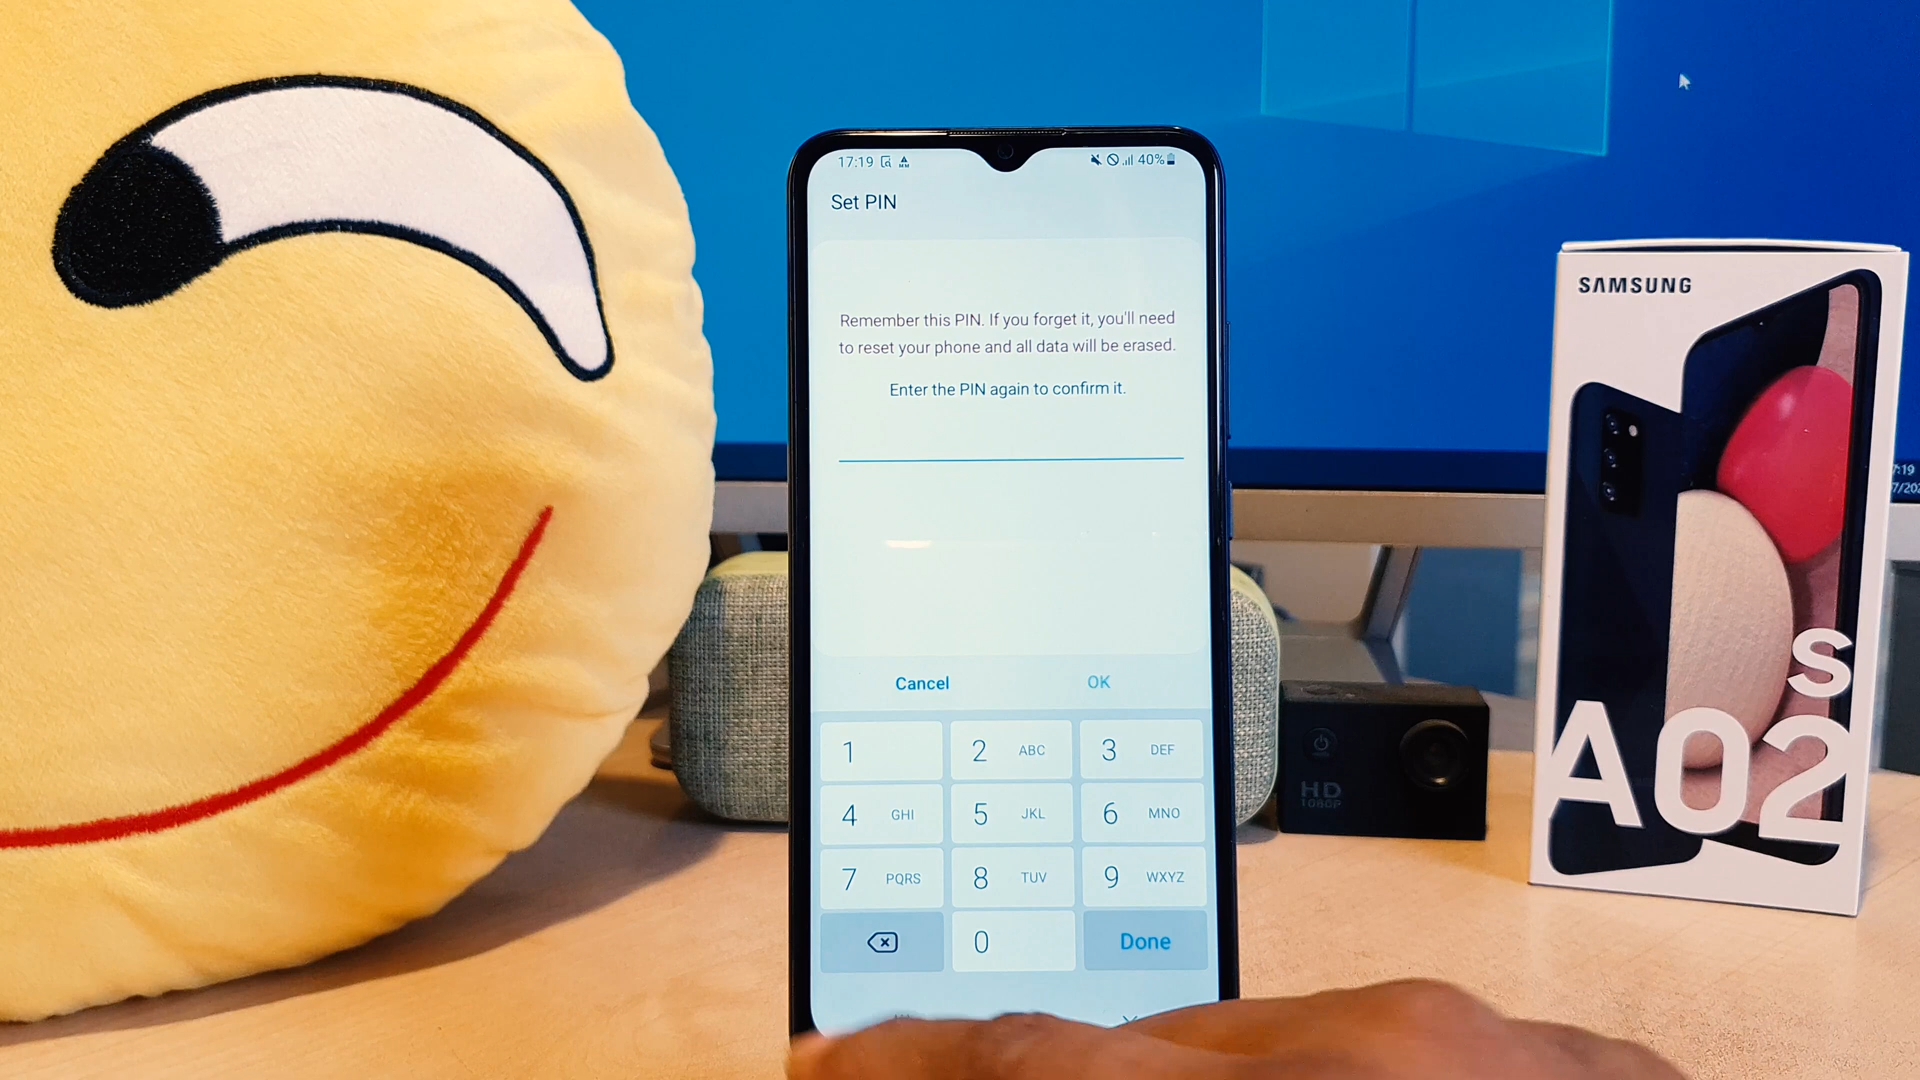 17:19
40%
Set PIN
Remember this PIN. If you forget it, you'll need
to reset your phone and all data will be erased.
Enter the PIN again to confirm it.
Cancel OK
1 2 ABC 3 DEF
4 GHI 5 JKL 6 MNO
7 PQRS 8 TUV 9 WXYZ
0 Done
HD
1080P
SAMSUNG
A02s
7:19